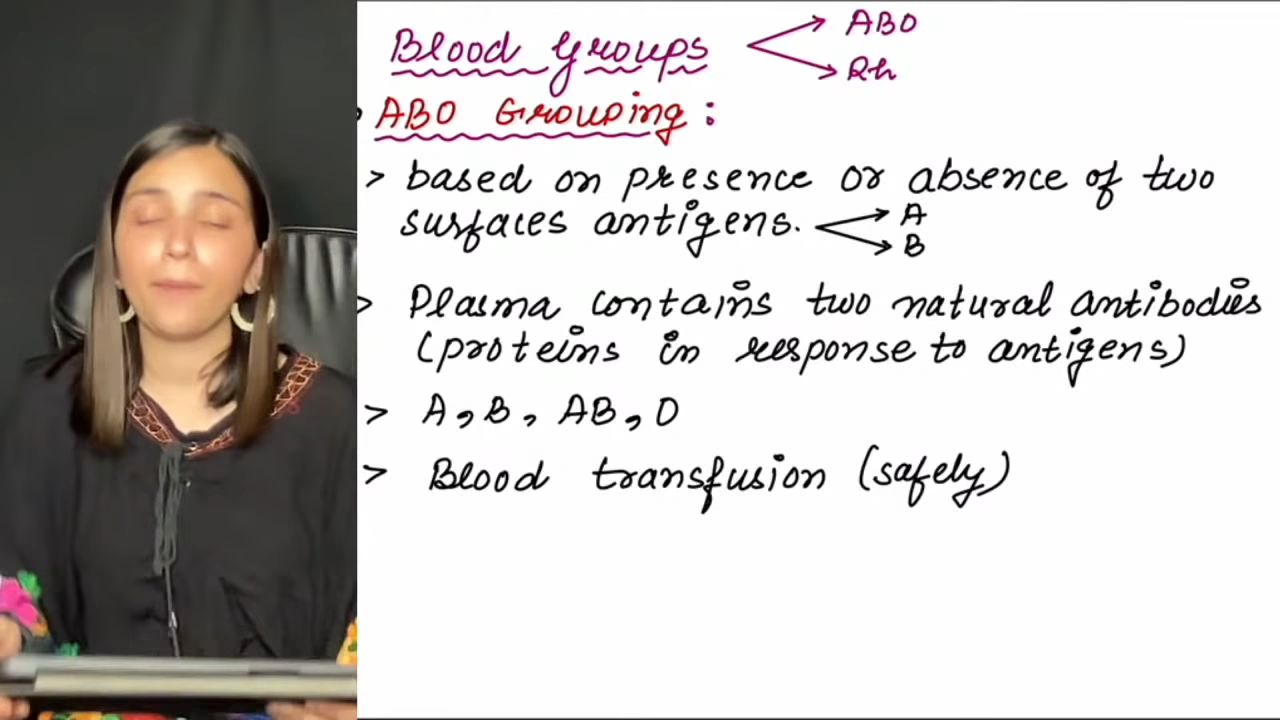 Blood Groups
ABO
Rh
ABO Grouping :
> based on presence or absence of two
surfaces antigens.
A
B
> Plasma contains two natural antibodies
(proteins in response to antigens)
> A, B, AB, O
> Blood transfusion (safely)